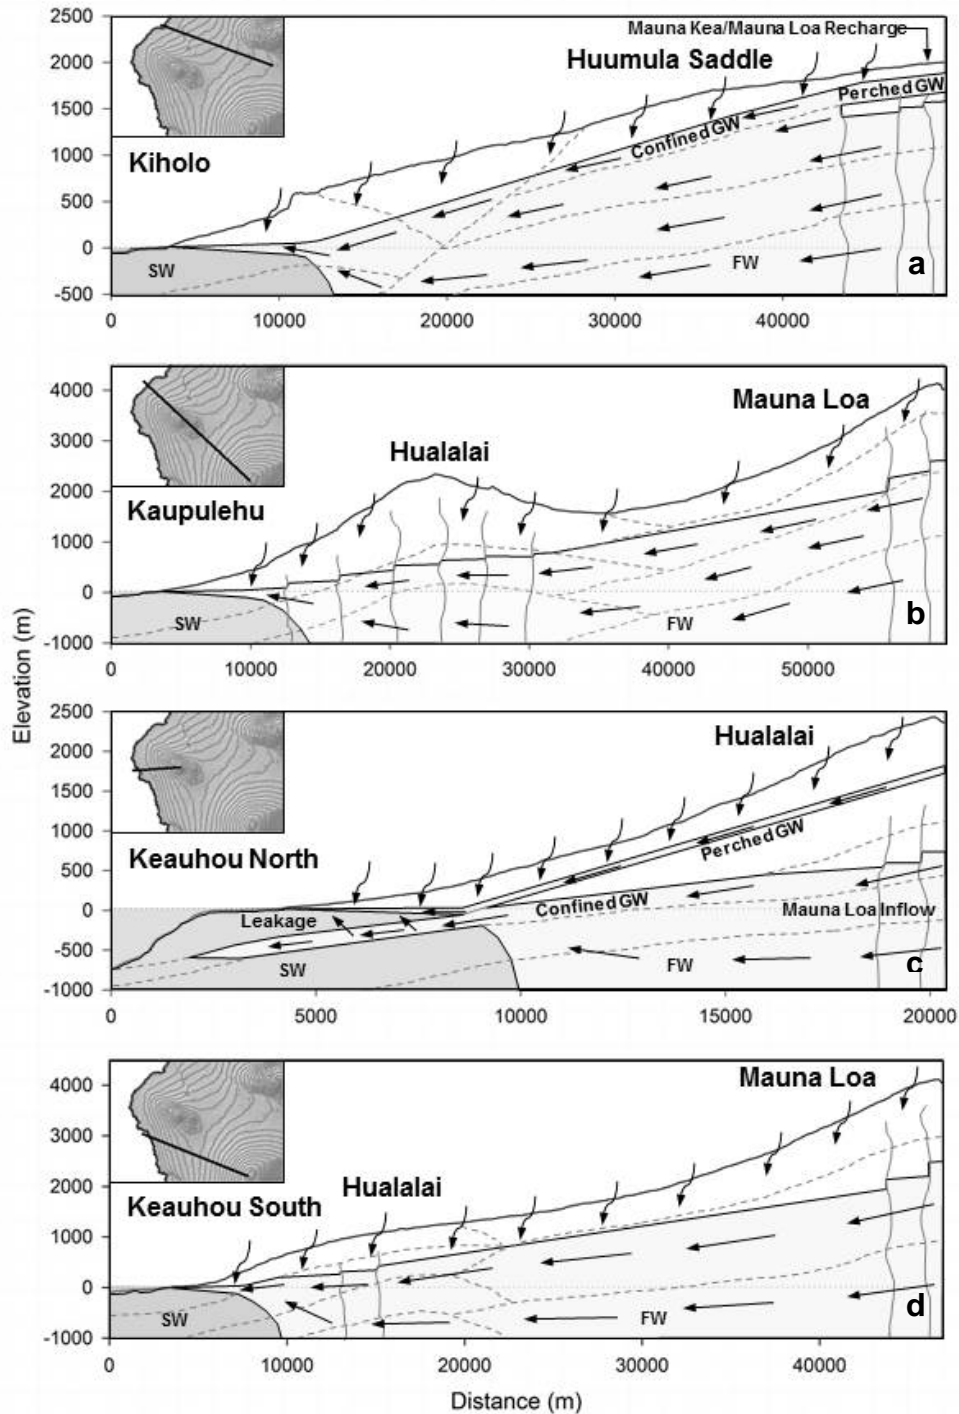 2500
2000
1500
1000
500
0
-500
Mauna Kea/Mauna Loa Recharge
Huumula Saddle
Perched GW
Confined GW
Kiholo
SW
FW
a
0 10000 20000 30000 40000
4000
3000
2000
1000
0
-1000
Mauna Loa
Hualalai
Kaupulehu
SW
FW
b
0 10000 20000 30000 40000 50000
Elevation (m)
2500
2000
1500
1000
500
0
-500
-1000
Hualalai
Perched GW
Keauhou North
Confined GW
Leakage
Mauna Loa Inflow
SW
FW
c
0 5000 10000 15000 20000
4000
3000
2000
1000
0
-1000
Mauna Loa
Hualalai
Keauhou South
SW
FW
d
0 10000 20000 30000 40000
Distance (m)